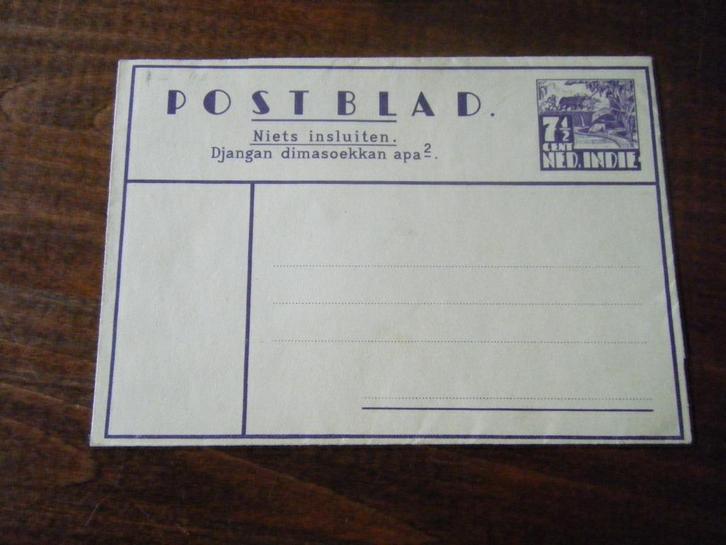 POSTBLAD.
Niets insluiten.
Djangan dimasoekkan apa².
7½
CENT
NED. INDIE